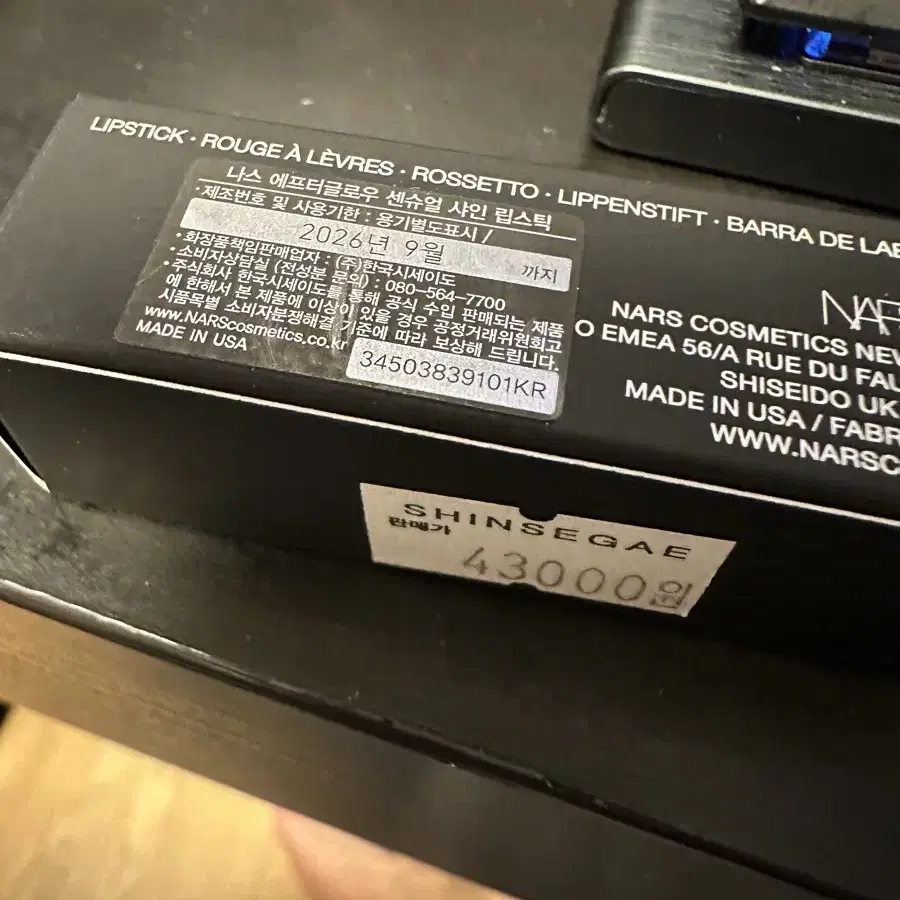 LIPSTICK · ROUGE À LÈVRES · ROSSETTO · LIPPENSTIFT · BARRA DE LAB
나스 에프터글로우 센슈얼 샤인 립스틱
·제조번호 및 사용기한 : 용기별도표시 /
2026년 9월 까지
·화장품책임판매업자 : (주)한국시세이도
·소비자상담실 (전성분 문의) : 080-564-7700
·주식회사 한국시세이도를 통해 공식 수입 판매되는 제품
에 한해서 본 제품에 이상이 있을 경우 공정거래위원회고
시품목별 소비자분쟁해결 기준에 따라 보상해 드립니다.
www.NARScosmetics.co.kr
MADE IN USA
34503839101KR
NARS
NARS COSMETICS NEW
O EMEA 56/A RUE DU FAU
SHISEIDO UK
MADE IN USA / FABR
WWW.NARSC
SHINSEGAE
판매가
43000원